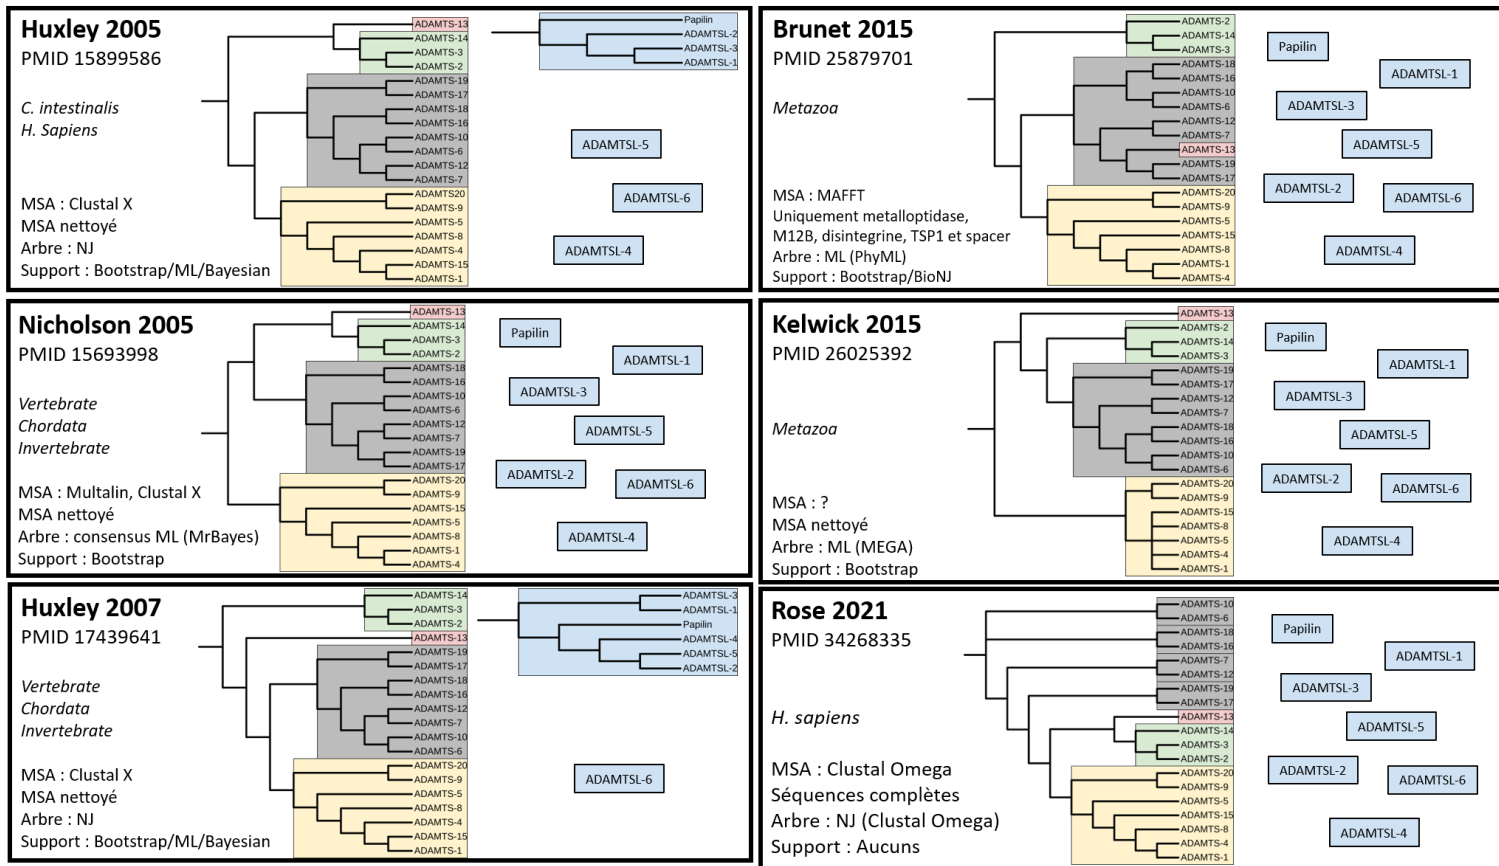 Huxley 2005
PMID 15899586
C. intestinalis
H. Sapiens
MSA : Clustal X
MSA nettoyé
Arbre : NJ
Support : Bootstrap/ML/Bayesian
ADAMTS-13
ADAMTS-14
ADAMTS-3
ADAMTS-2
ADAMTS-19
ADAMTS-17
ADAMTS-18
ADAMTS-16
ADAMTS-10
ADAMTS-6
ADAMTS-12
ADAMTS-7
ADAMTS20
ADAMTS-9
ADAMTS-5
ADAMTS-8
ADAMTS-4
ADAMTS-15
ADAMTS-1
Papilin
ADAMTSL-2
ADAMTSL-3
ADAMTSL-1
ADAMTSL-5
ADAMTSL-6
ADAMTSL-4
Brunet 2015
PMID 25879701
Metazoa
MSA : MAFFT
Uniquement metalloptidase,
M12B, disintegrine, TSP1 et spacer
Arbre : ML (PhyML)
Support : Bootstrap/BioNJ
ADAMTS-2
ADAMTS-14
ADAMTS-3
ADAMTS-18
ADAMTS-16
ADAMTS-10
ADAMTS-6
ADAMTS-12
ADAMTS-7
ADAMTS-13
ADAMTS-19
ADAMTS-17
ADAMTS-20
ADAMTS-9
ADAMTS-5
ADAMTS-15
ADAMTS-8
ADAMTS-1
ADAMTS-4
Papilin
ADAMTSL-1
ADAMTSL-3
ADAMTSL-5
ADAMTSL-2
ADAMTSL-6
ADAMTSL-4
Nicholson 2005
PMID 15693998
Vertebrate
Chordata
Invertebrate
MSA : Multalin, Clustal X
MSA nettoyé
Arbre : consensus ML (MrBayes)
Support : Bootstrap
ADAMTS-13
ADAMTS-14
ADAMTS-3
ADAMTS-2
ADAMTS-18
ADAMTS-16
ADAMTS-10
ADAMTS-6
ADAMTS-12
ADAMTS-7
ADAMTS-19
ADAMTS-17
ADAMTS-20
ADAMTS-9
ADAMTS-15
ADAMTS-5
ADAMTS-8
ADAMTS-1
ADAMTS-4
Papilin
ADAMTSL-1
ADAMTSL-3
ADAMTSL-5
ADAMTSL-2
ADAMTSL-6
ADAMTSL-4
Kelwick 2015
PMID 26025392
Metazoa
MSA : ?
MSA nettoyé
Arbre : ML (MEGA)
Support : Bootstrap
ADAMTS-13
ADAMTS-2
ADAMTS-14
ADAMTS-3
ADAMTS-19
ADAMTS-17
ADAMTS-12
ADAMTS-7
ADAMTS-18
ADAMTS-16
ADAMTS-10
ADAMTS-6
ADAMTS-20
ADAMTS-9
ADAMTS-15
ADAMTS-8
ADAMTS-5
ADAMTS-4
ADAMTS-1
Papilin
ADAMTSL-1
ADAMTSL-3
ADAMTSL-5
ADAMTSL-2
ADAMTSL-6
ADAMTSL-4
Huxley 2007
PMID 17439641
Vertebrate
Chordata
Invertebrate
MSA : Clustal X
MSA nettoyé
Arbre : NJ
Support : Bootstrap/ML/Bayesian
ADAMTS-14
ADAMTS-3
ADAMTS-2
ADAMTS-13
ADAMTS-19
ADAMTS-17
ADAMTS-18
ADAMTS-16
ADAMTS-12
ADAMTS-7
ADAMTS-10
ADAMTS-6
ADAMTS-20
ADAMTS-9
ADAMTS-5
ADAMTS-8
ADAMTS-4
ADAMTS-15
ADAMTS-1
ADAMTSL-3
ADAMTSL-1
Papilin
ADAMTSL-4
ADAMTSL-5
ADAMTSL-2
ADAMTSL-6
Rose 2021
PMID 34268335
H. sapiens
MSA : Clustal Omega
Séquences complètes
Arbre : NJ (Clustal Omega)
Support : Aucuns
ADAMTS-10
ADAMTS-6
ADAMTS-18
ADAMTS-16
ADAMTS-7
ADAMTS-12
ADAMTS-19
ADAMTS-17
ADAMTS-13
ADAMTS-14
ADAMTS-3
ADAMTS-2
ADAMTS-20
ADAMTS-9
ADAMTS-5
ADAMTS-15
ADAMTS-8
ADAMTS-4
ADAMTS-1
Papilin
ADAMTSL-1
ADAMTSL-3
ADAMTSL-5
ADAMTSL-2
ADAMTSL-6
ADAMTSL-4